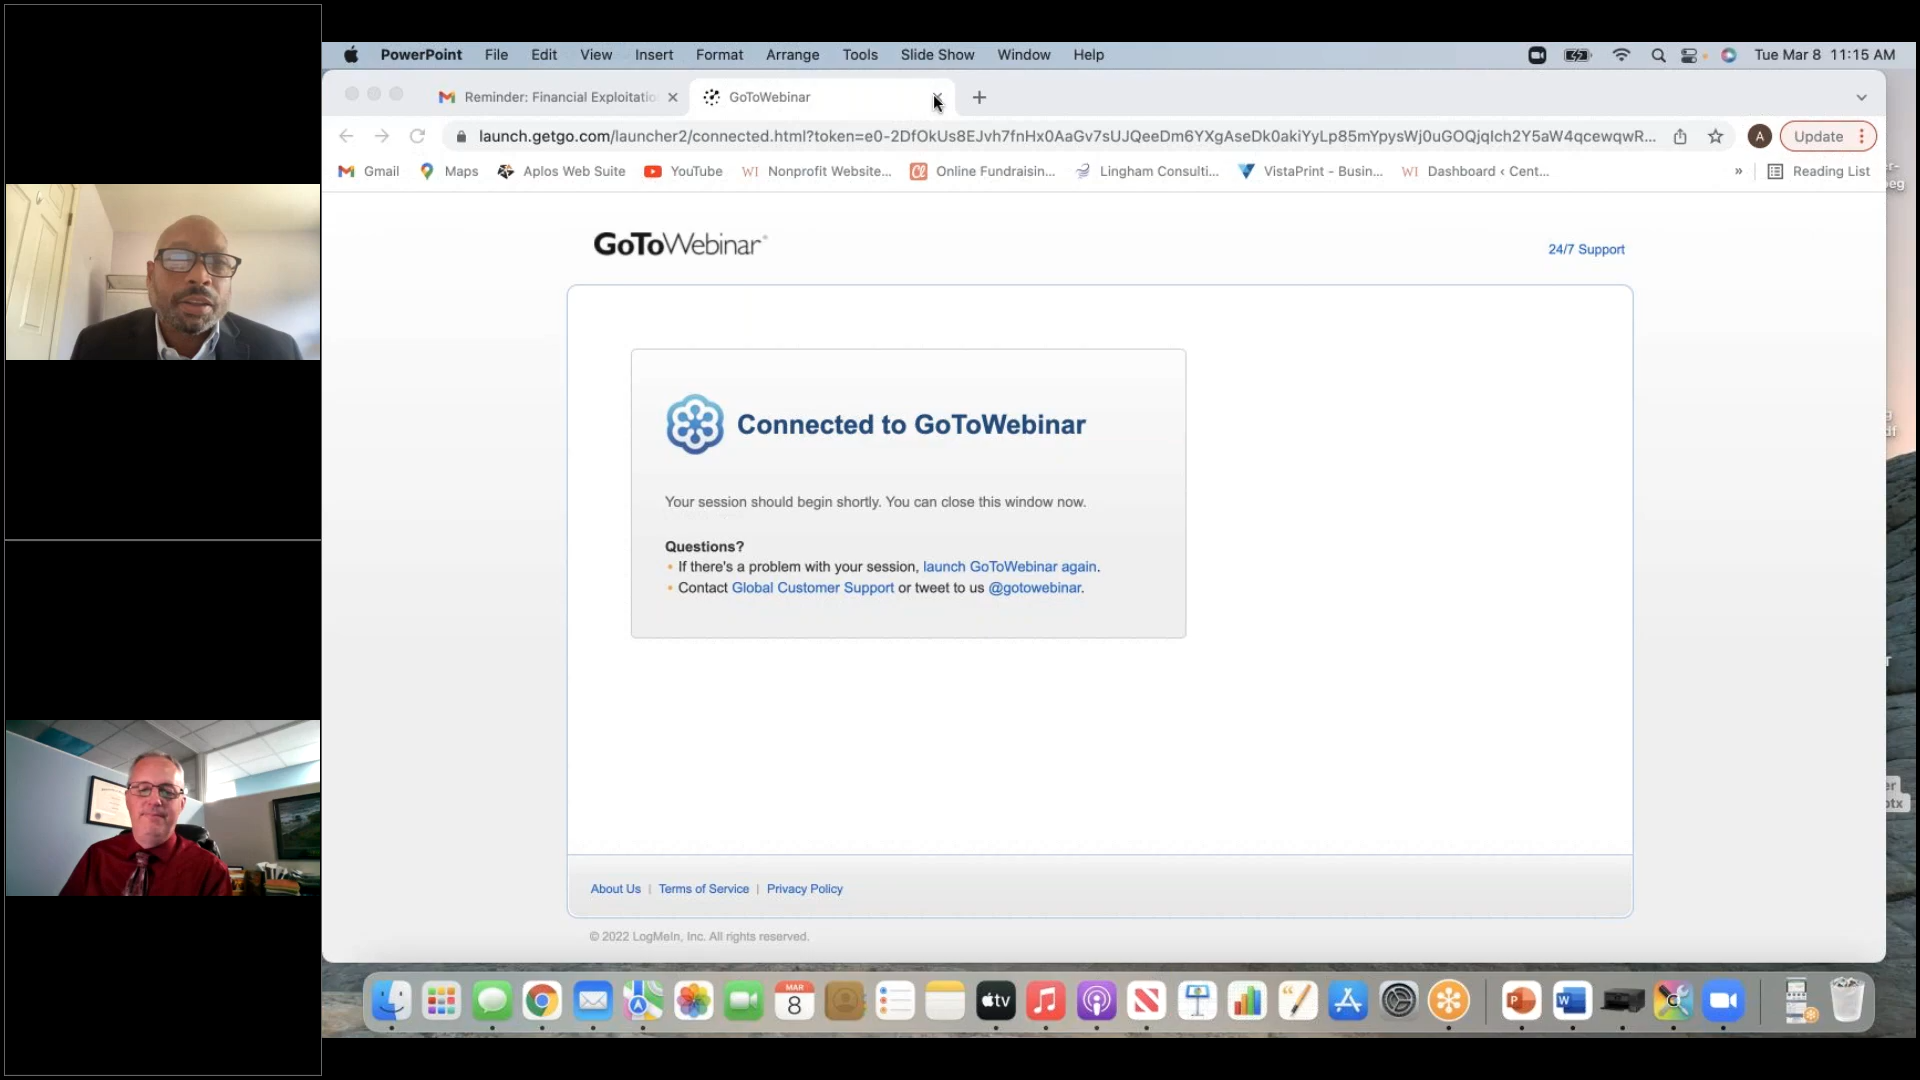 PowerPoint File Edit View Insert Format Arrange Tools Slide Show Window Help Tue Mar 8 11:15 AM
Reminder: Financial Exploitatio
GoToWebinar
launch.getgo.com/launcher2/connected.html?token=e0-2DfOkUs8EJvh7fnHx0AaGv7sUJQeeDm6YXgAseDk0akiYyLp85mYpysWj0uGOQjqlch2Y5aW4qcewqwR...
A
Update
Gmail Maps Aplos Web Suite YouTube WI Nonprofit Website... Online Fundraisin... Lingham Consulti... VistaPrint - Busin... WI Dashboard ‹ Cent... » Reading List
GoToWebinar
24/7 Support
Connected to GoToWebinar
Your session should begin shortly. You can close this window now.
Questions?
• If there's a problem with your session, launch GoToWebinar again.
• Contact Global Customer Support or tweet to us @gotowebinar.
About Us | Terms of Service | Privacy Policy
© 2022 LogMeIn, Inc. All rights reserved.
MAR
8
tv
P
W